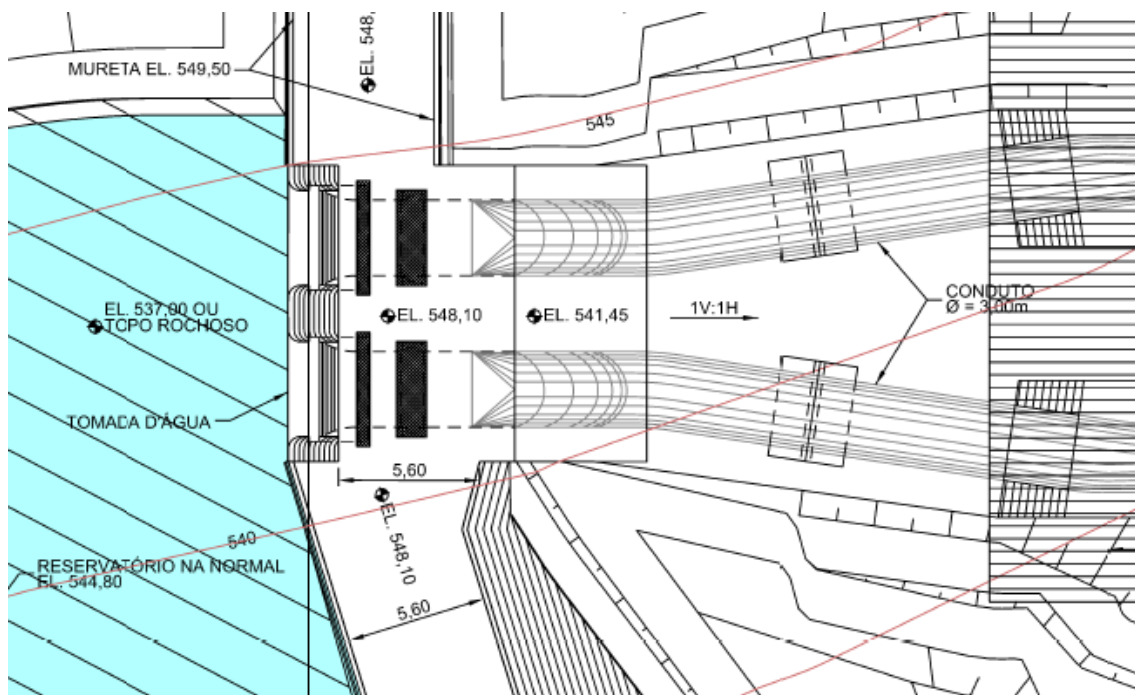 EL. 548,
MURETA EL. 549,50
545
EL. 537,00 OU
TOPO ROCHOSO
EL. 548,10
EL. 541,45
1V:1H
CONDUTO
Ø = 3,00m
TOMADA D'ÁGUA
5,60
EL. 548,10
540
RESERVATÓRIO NA NORMAL
EL. 544,80
5,60